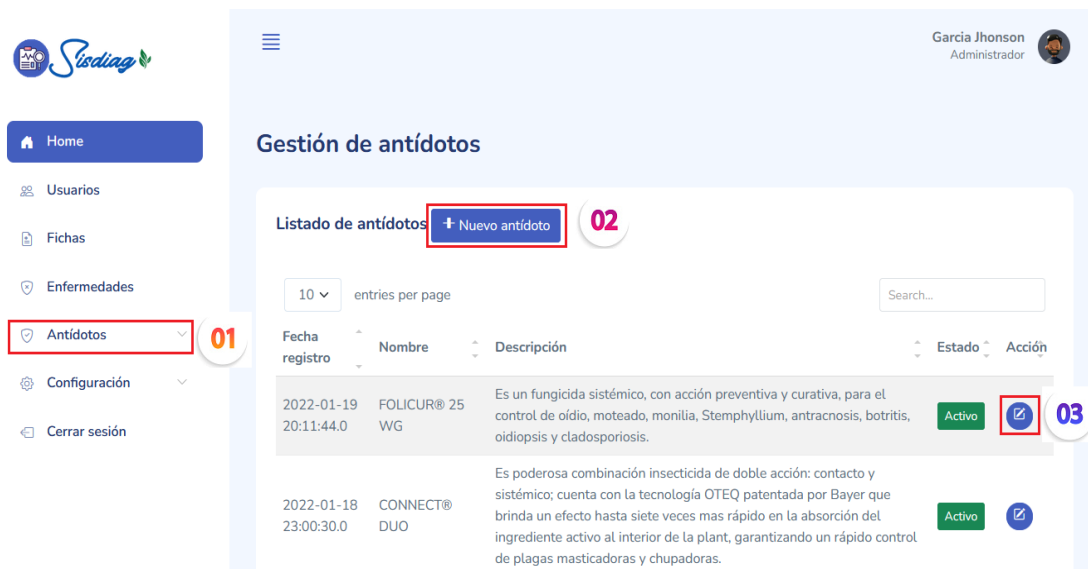 Sisdiag
Garcia Jhonson
Administrador
Home
Usuarios
Fichas
Enfermedades
Antídotos
01
Configuración
Cerrar sesión
Gestión de antídotos
Listado de antídotos
+ Nuevo antídoto
02
10
entries per page
Search...
Fecha
registro
Nombre
Descripción
Estado
Acción
2022-01-19
20:11:44.0
FOLICUR® 25
WG
Es un fungicida sistémico, con acción preventiva y curativa, para el
control de oídio, moteado, monilia, Stemphyllium, antracnosis, botritis,
oidiopsis y cladosporiosis.
Activo
03
2022-01-18
23:00:30.0
CONNECT®
DUO
Es poderosa combinación insecticida de doble acción: contacto y
sistémico; cuenta con la tecnología OTEQ patentada por Bayer que
brinda un efecto hasta siete veces mas rápido en la absorción del
ingrediente activo al interior de la plant, garantizando un rápido control
de plagas masticadoras y chupadoras.
Activo